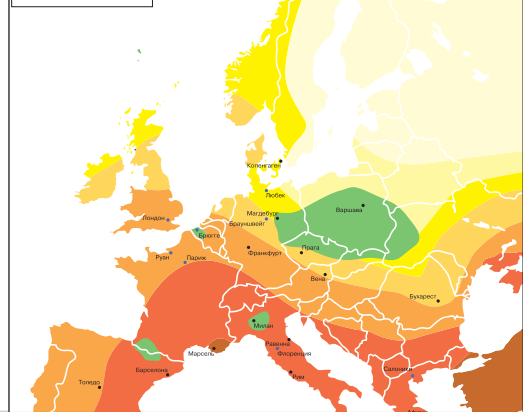 Копенгаген
Любек
Магдебург
Варшава
Лондон
Брауншвейг
Брюгге
Франкфурт
Прага
Руан
Париж
Вена
Бухарест
Милан
Равенна
Марсель
Флоренция
Барселона
Салоники
Рим
Толедо